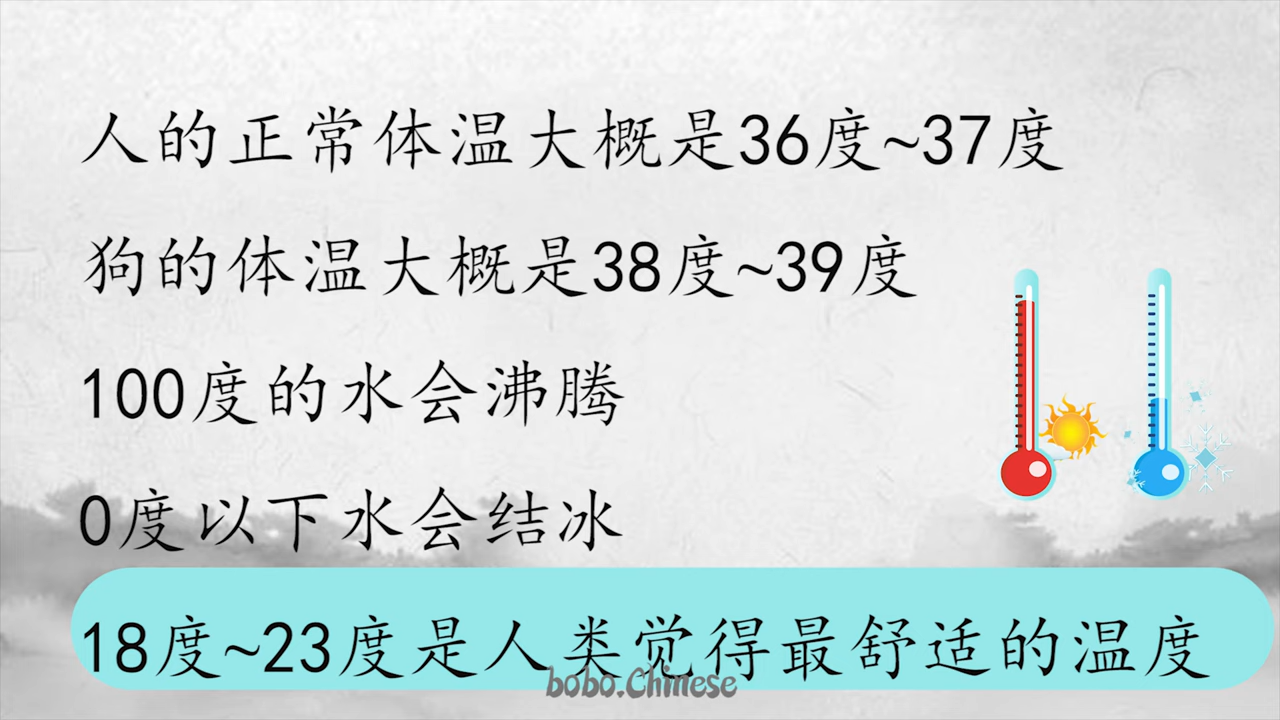 人的正常体温大概是36度~37度
狗的体温大概是38度~39度
100度的水会沸腾
0度以下水会结冰
18度~23度是人类觉得最舒适的温度
bobo.Chinese